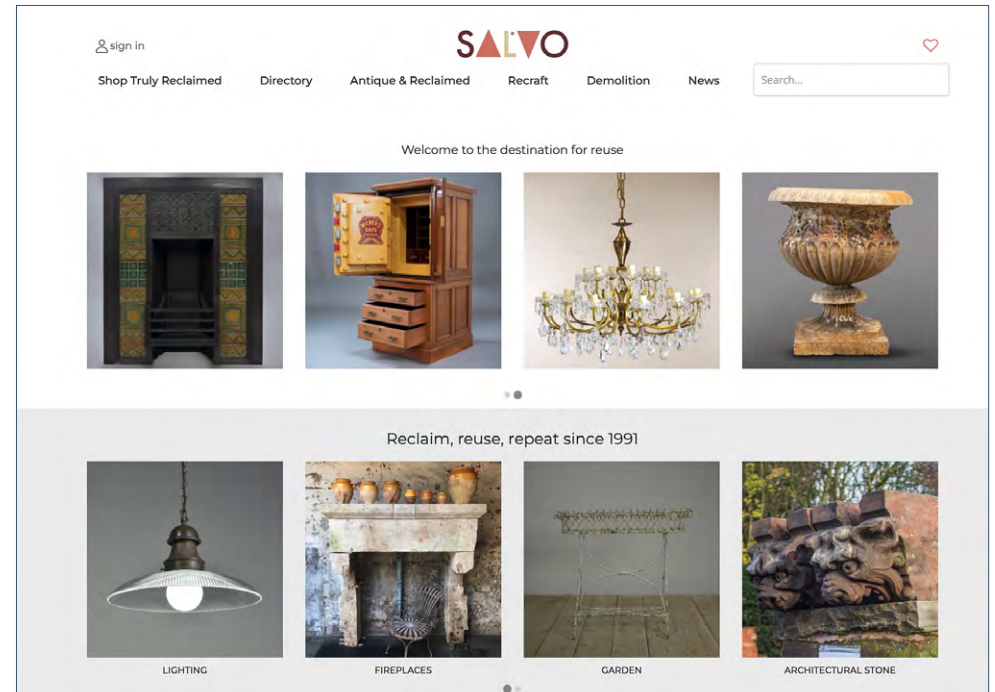 sign in
SALVO
Shop Truly Reclaimed Directory Antique & Reclaimed Recraft Demolition News Search...
Welcome to the destination for reuse
Reclaim, reuse, repeat since 1991
LIGHTING FIREPLACES GARDEN ARCHITECTURAL STONE